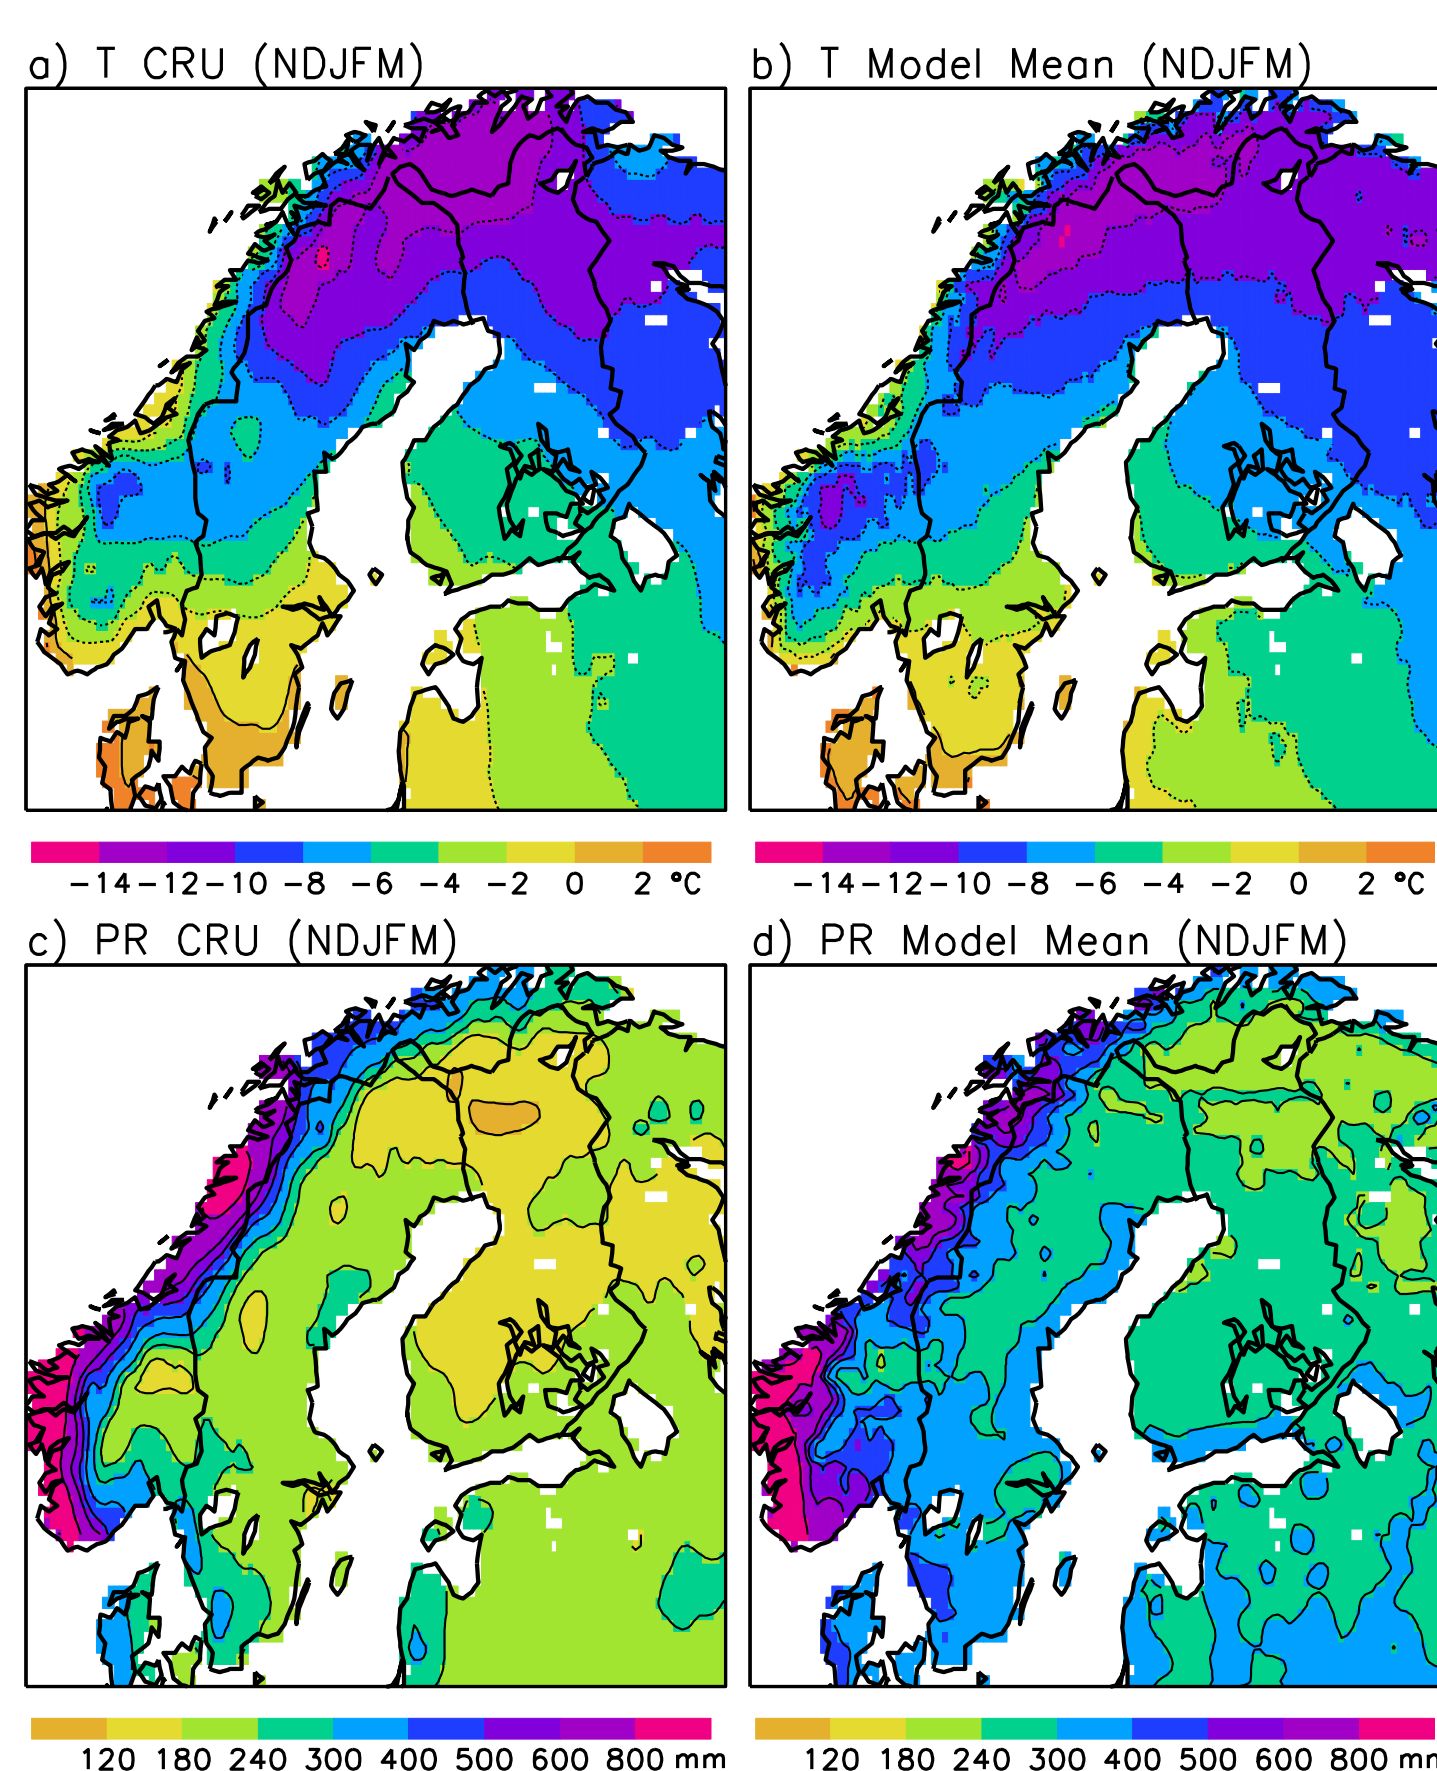 a) T CRU (NDJFM)
b) T Model Mean (NDJFM)
-14 -12 -10 -8 -6 -4 -2 0 2 °C
-14 -12 -10 -8 -6 -4 -2 0 2 °C
c) PR CRU (NDJFM)
d) PR Model Mean (NDJFM)
120 180 240 300 400 500 600 800 mm
120 180 240 300 400 500 600 800 mm